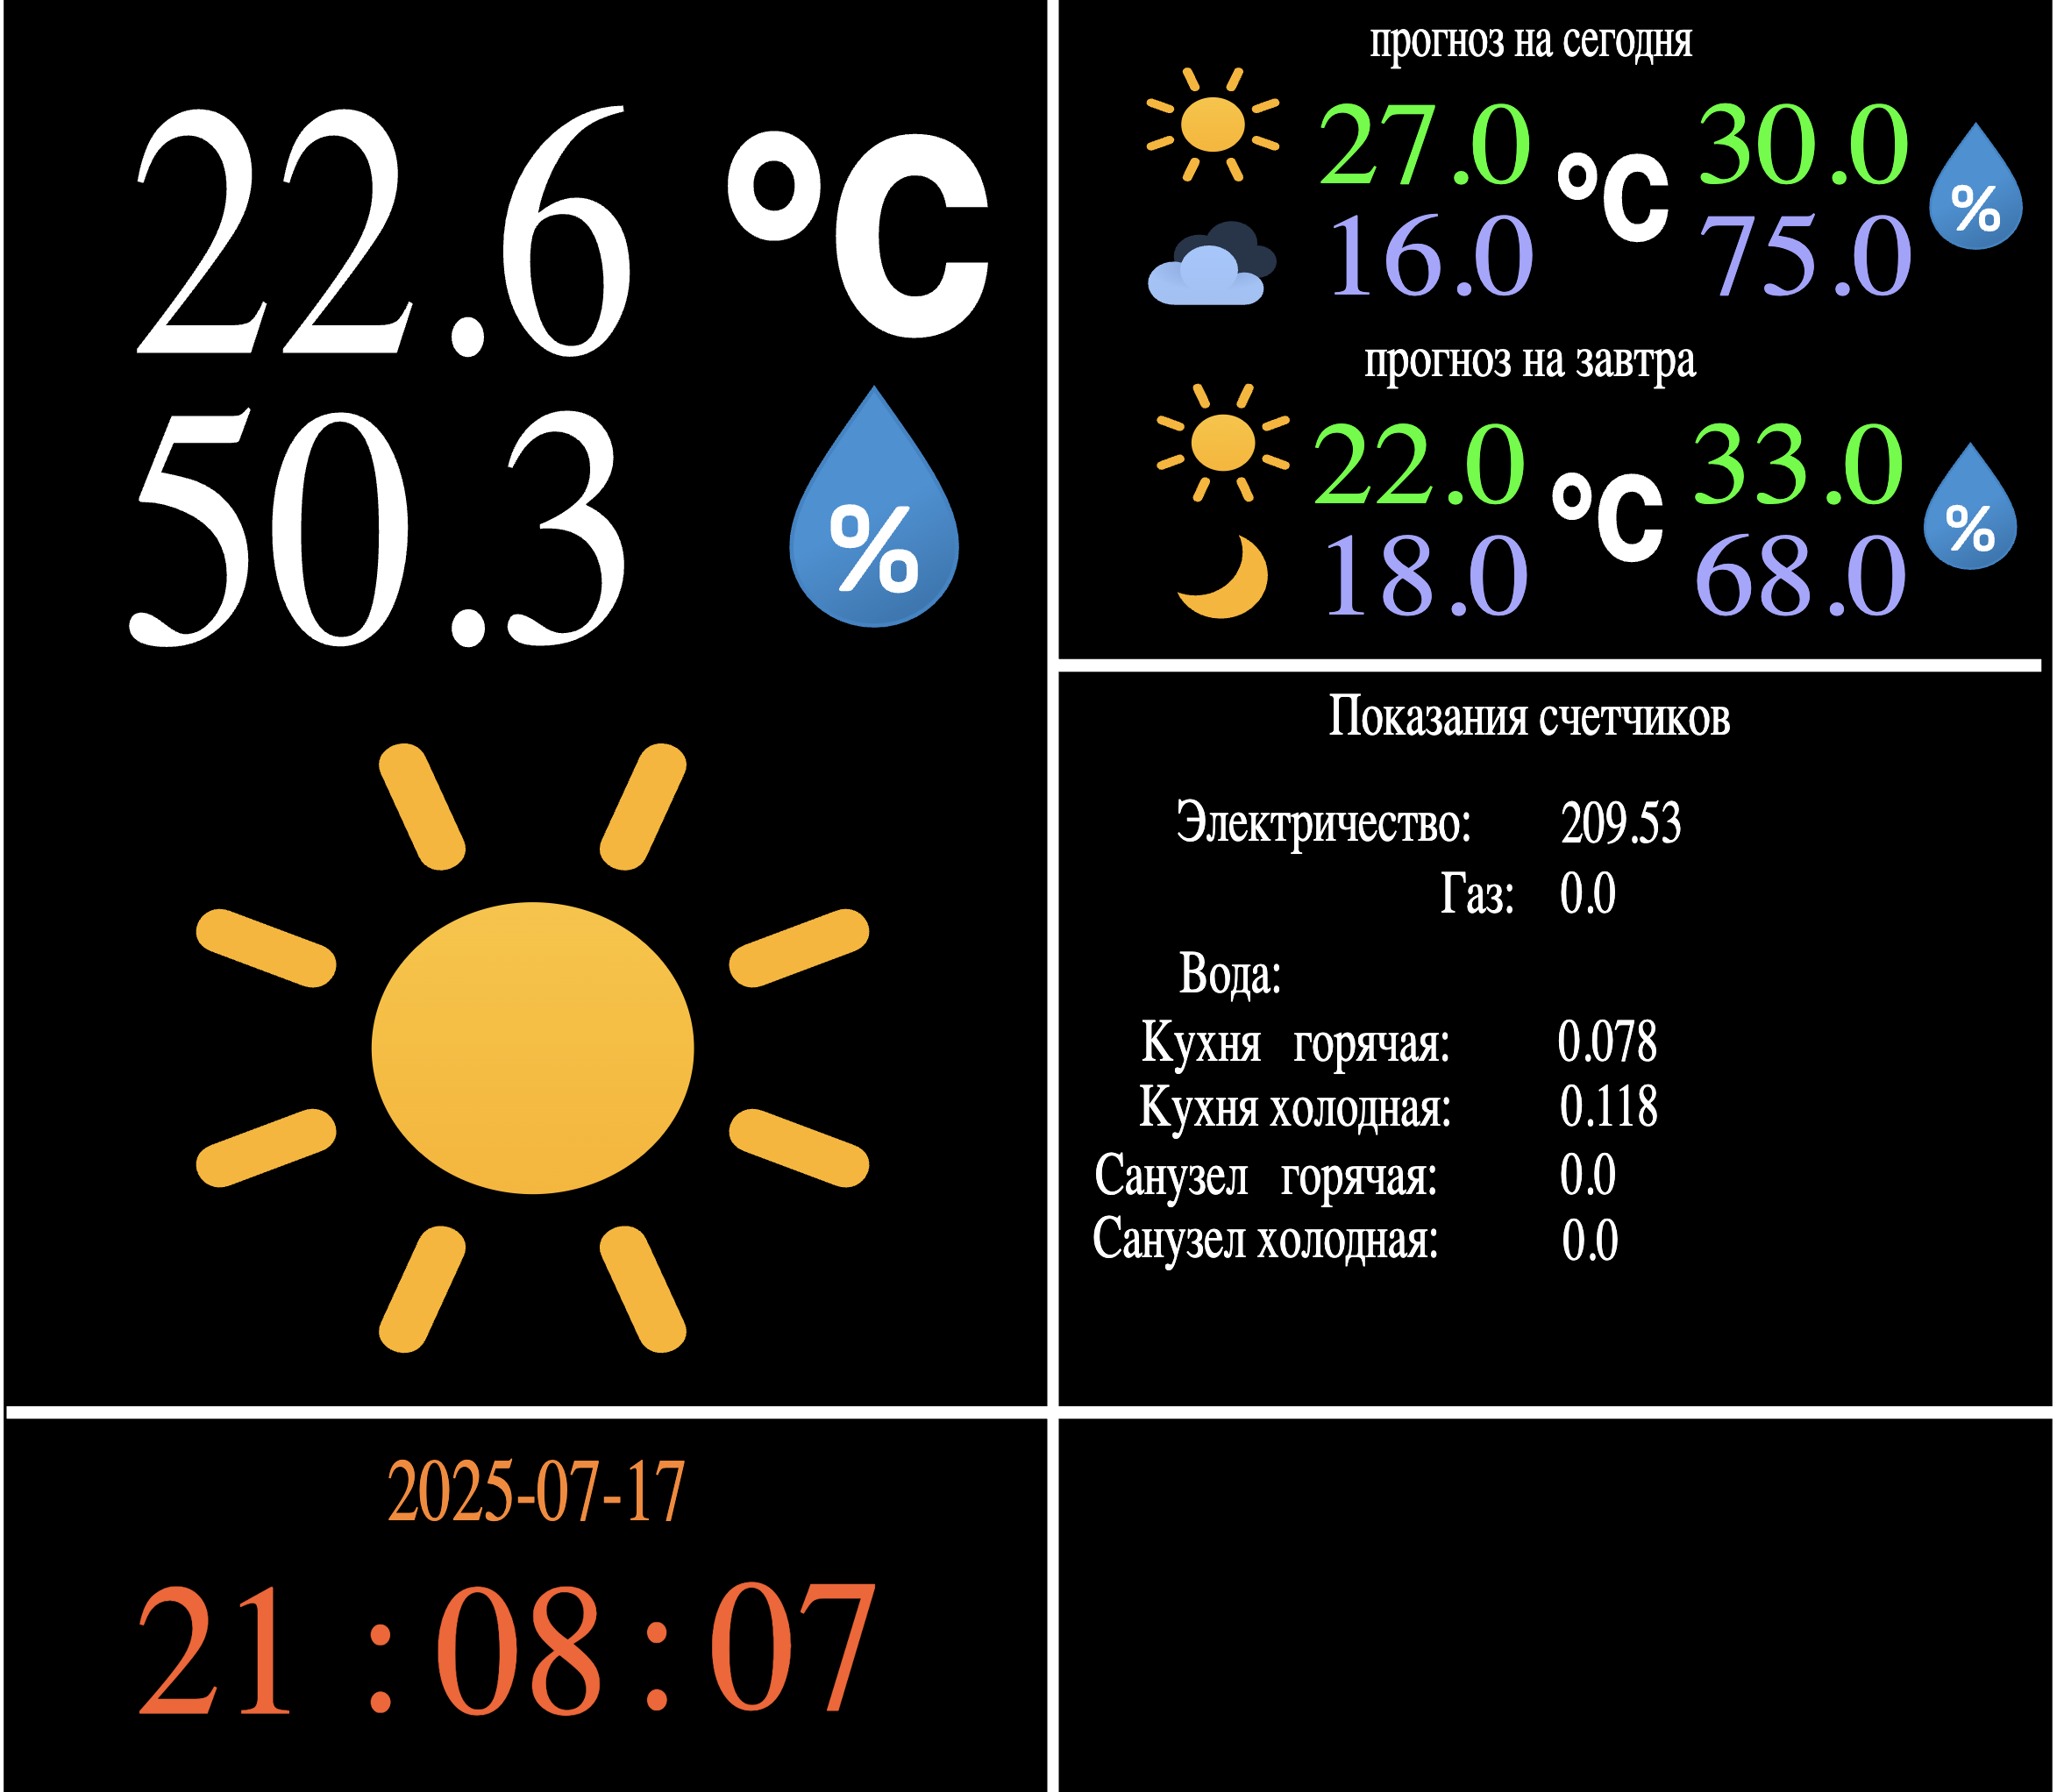 22.6 °C
50.3 %
прогноз на сегодня
27.0 °C 30.0 %
16.0 75.0
прогноз на завтра
22.0 °C 33.0 %
18.0 68.0
Показания счетчиков
Электричество: 209.53
Газ: 0.0
Вода:
Кухня горячая: 0.078
Кухня холодная: 0.118
Санузел горячая: 0.0
Санузел холодная: 0.0
2025-07-17
21 : 08 : 07